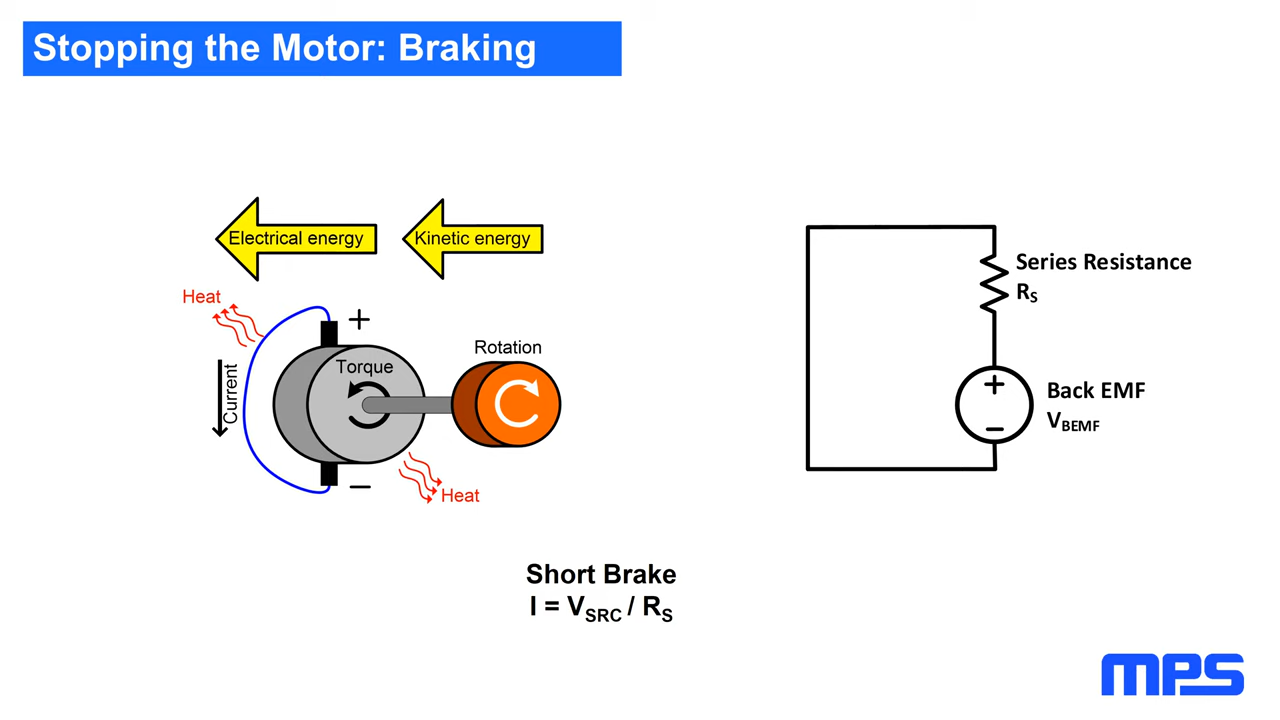 Stopping the Motor: Braking
Electrical energy
Kinetic energy
Heat
+
Current
Torque
Rotation
−
Heat
Series Resistance
RS
+
−
Back EMF
VBEMF
Short Brake
I = VSRC / RS
MPS